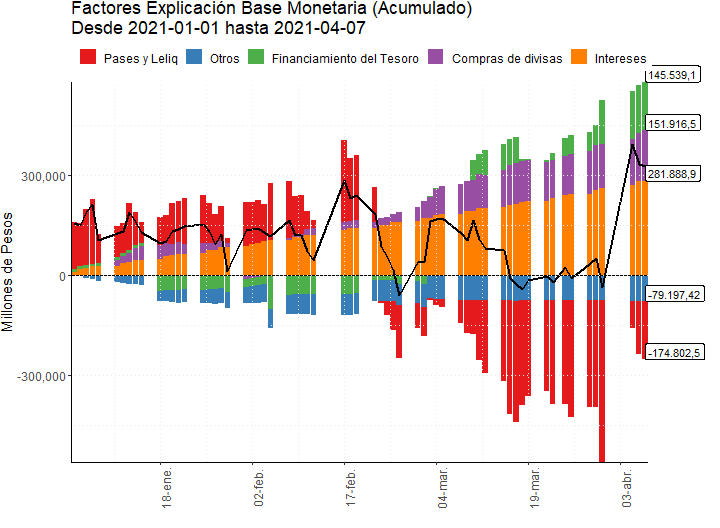 Factores Explicación Base Monetaria (Acumulado)
Desde 2021-01-01 hasta 2021-04-07
Pases y Leliq Otros Financiamiento del Tesoro Compras de divisas Intereses
145.539,1
151.916,5
281.888,9
-79.197,42
-174.802,5
Millones de Pesos
300,000
0
-300,000
18-ene.
02-feb.
17-feb.
04-mar.
19-mar.
03-abr.